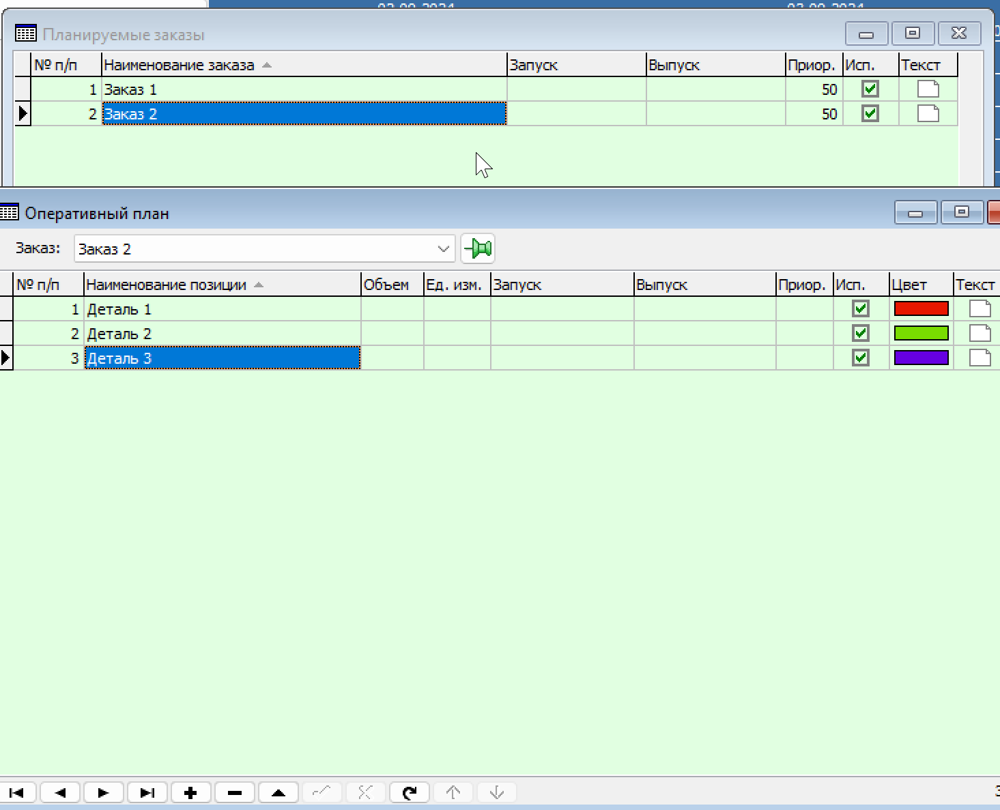 Планируемые заказы
№ п/п Наименование заказа Запуск Выпуск Приор. Исп. Текст
1 Заказ 1 50
2 Заказ 2 50
Оперативный план
Заказ: Заказ 2
№ п/п Наименование позиции Объем Ед. изм. Запуск Выпуск Приор. Исп. Цвет Текст
1 Деталь 1
2 Деталь 2
3 Деталь 3